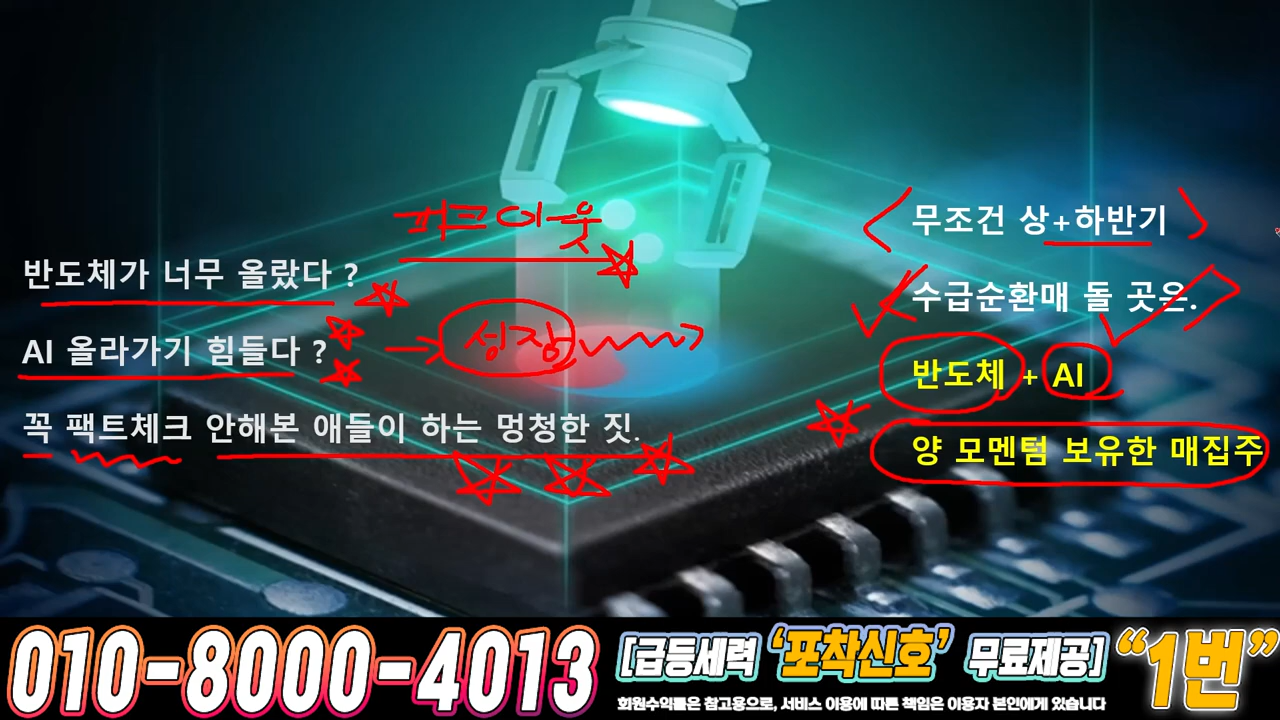 피크이웃
반도체가 너무 올랐다 ?
AI 올라가기 힘들다 ?
성장
꼭 팩트체크 안해본 애들이 하는 멍청한 짓.
무조건 상+하반기
수급순환매 돌 곳은.
반도체 + AI
양 모멘텀 보유한 매집주
010-8000-4013
[급등세력 ‘포착신호’ 무료제공] “1번”
회원수익률은 참고용으로, 서비스 이용에 따른 책임은 이용자 본인에게 있습니다